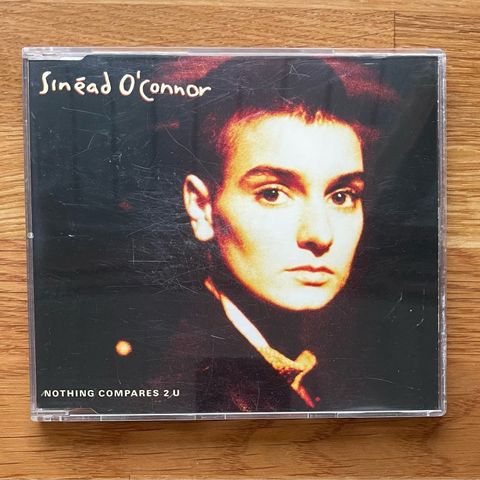 Sinéad O'Connor
NOTHING COMPARES 2 U